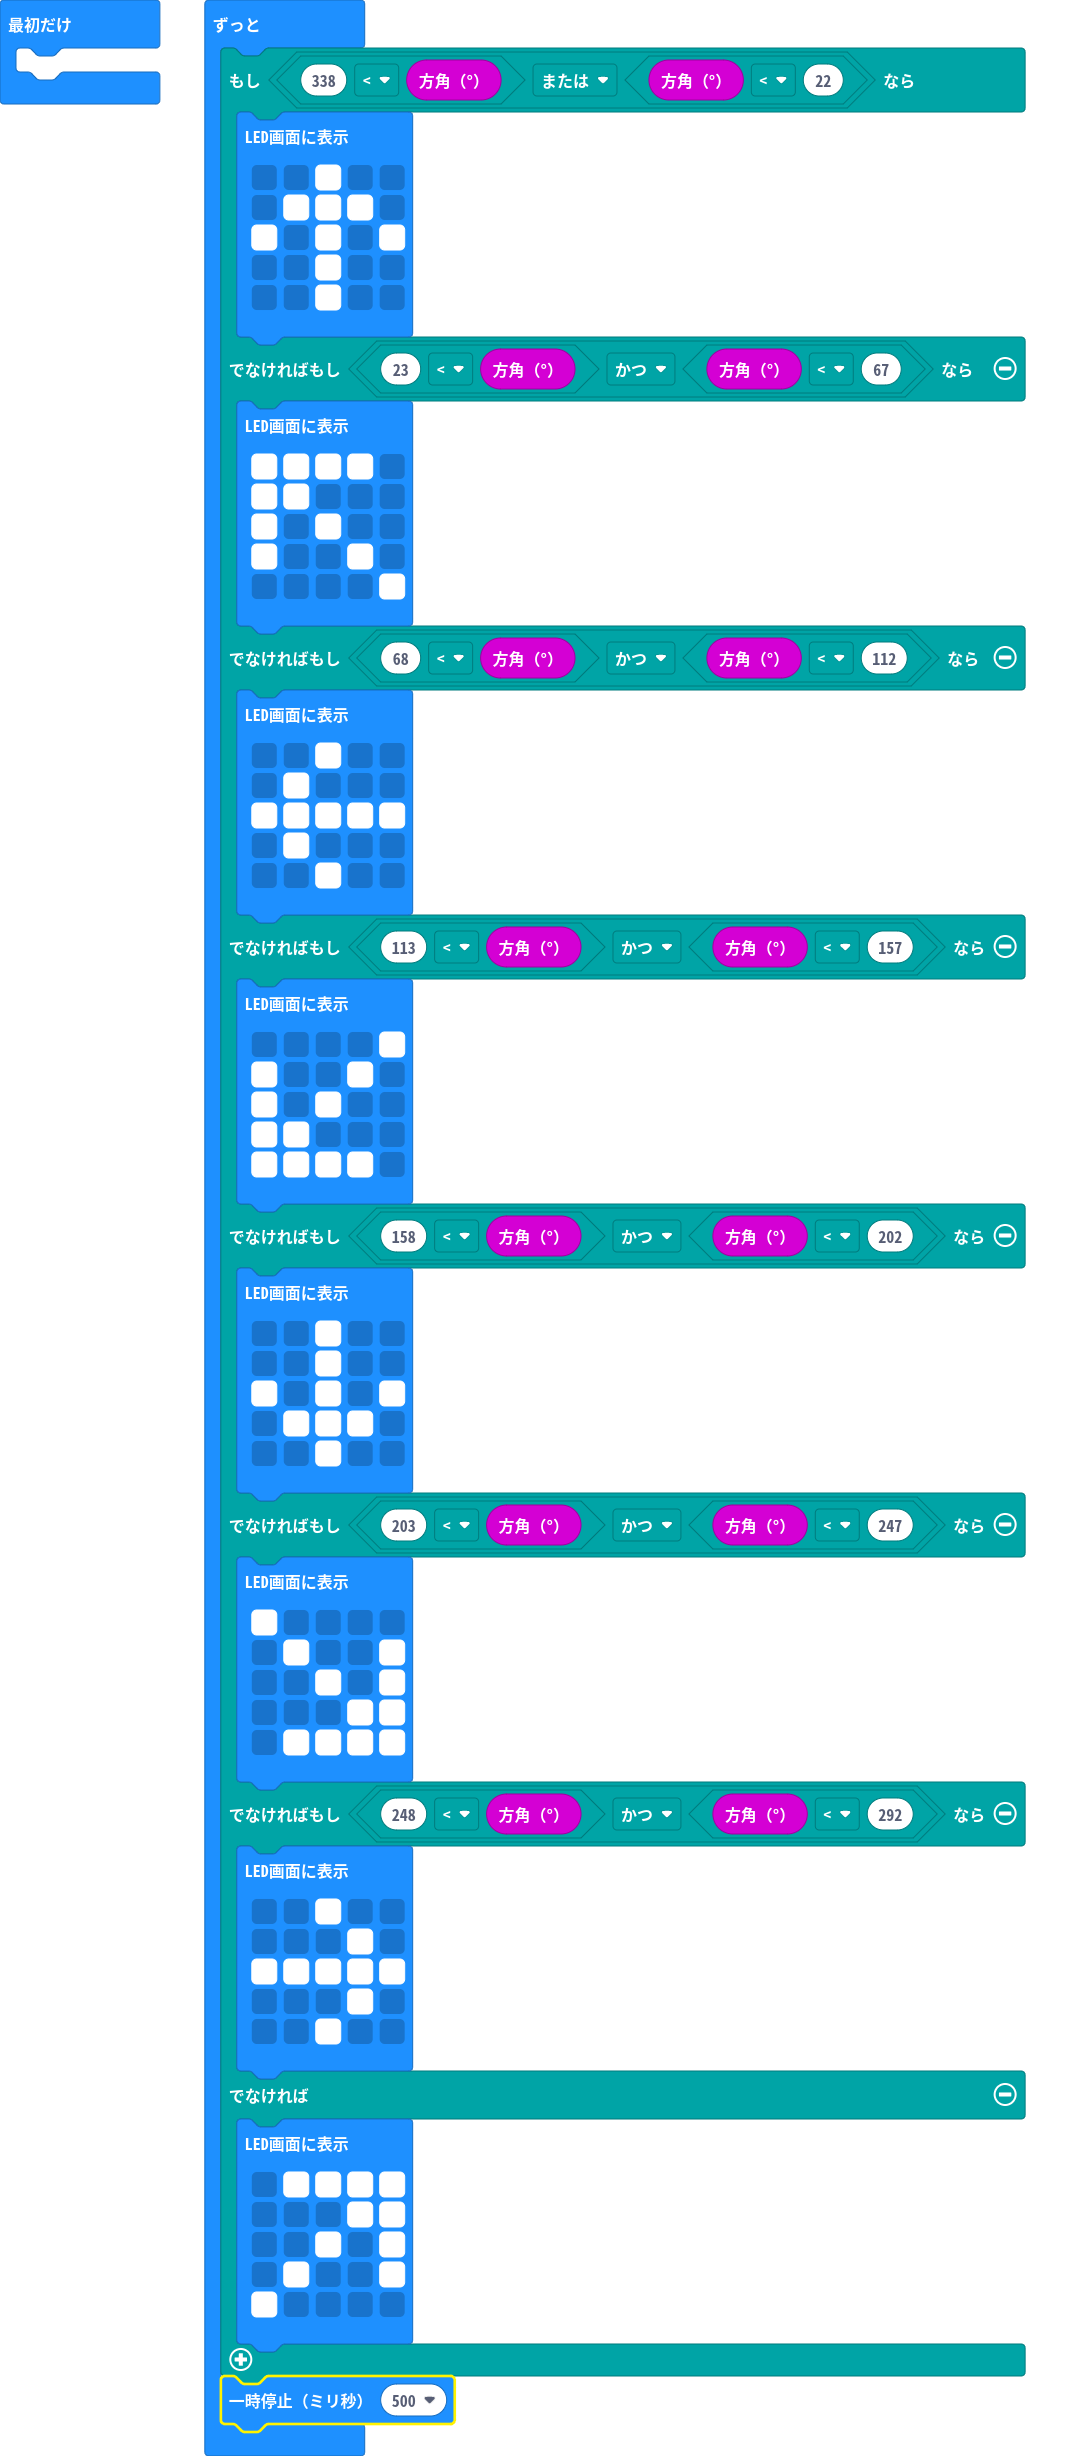 最初だけ
ずっと
もし 338 < 方角 (°) または 方角 (°) < 22 なら
LED画面に表示
でなければもし 23 < 方角 (°) かつ 方角 (°) < 67 なら
LED画面に表示
でなければもし 68 < 方角 (°) かつ 方角 (°) < 112 なら
LED画面に表示
でなければもし 113 < 方角 (°) かつ 方角 (°) < 157 なら
LED画面に表示
でなければもし 158 < 方角 (°) かつ 方角 (°) < 202 なら
LED画面に表示
でなければもし 203 < 方角 (°) かつ 方角 (°) < 247 なら
LED画面に表示
でなければもし 248 < 方角 (°) かつ 方角 (°) < 292 なら
LED画面に表示
でなければ
LED画面に表示
一時停止（ミリ秒） 500